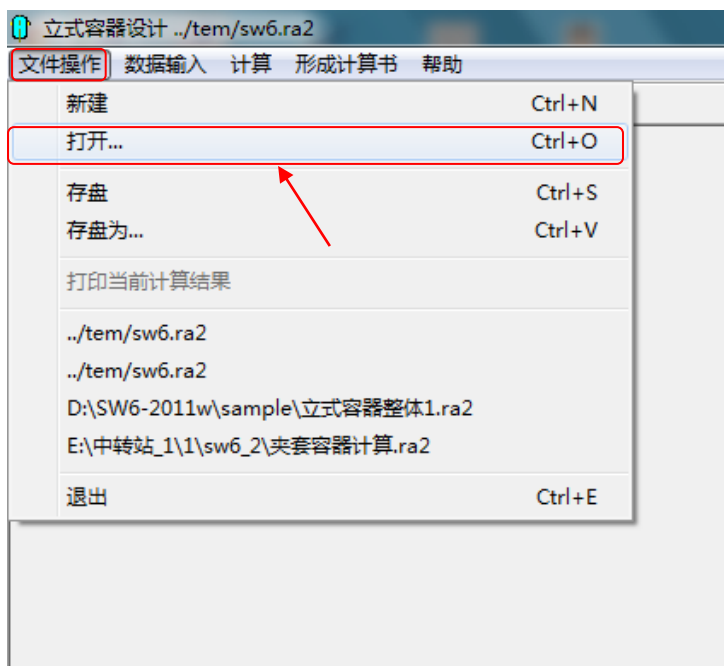 立式容器设计 ../tem/sw6.ra2
文件操作 数据输入 计算 形成计算书 帮助
新建 Ctrl+N
打开... Ctrl+O
存盘 Ctrl+S
存盘为... Ctrl+V
打印当前计算结果
../tem/sw6.ra2
../tem/sw6.ra2
D:\SW6-2011w\sample\立式容器整体1.ra2
E:\中转站_1\1\sw6_2\夹套容器计算.ra2
退出 Ctrl+E